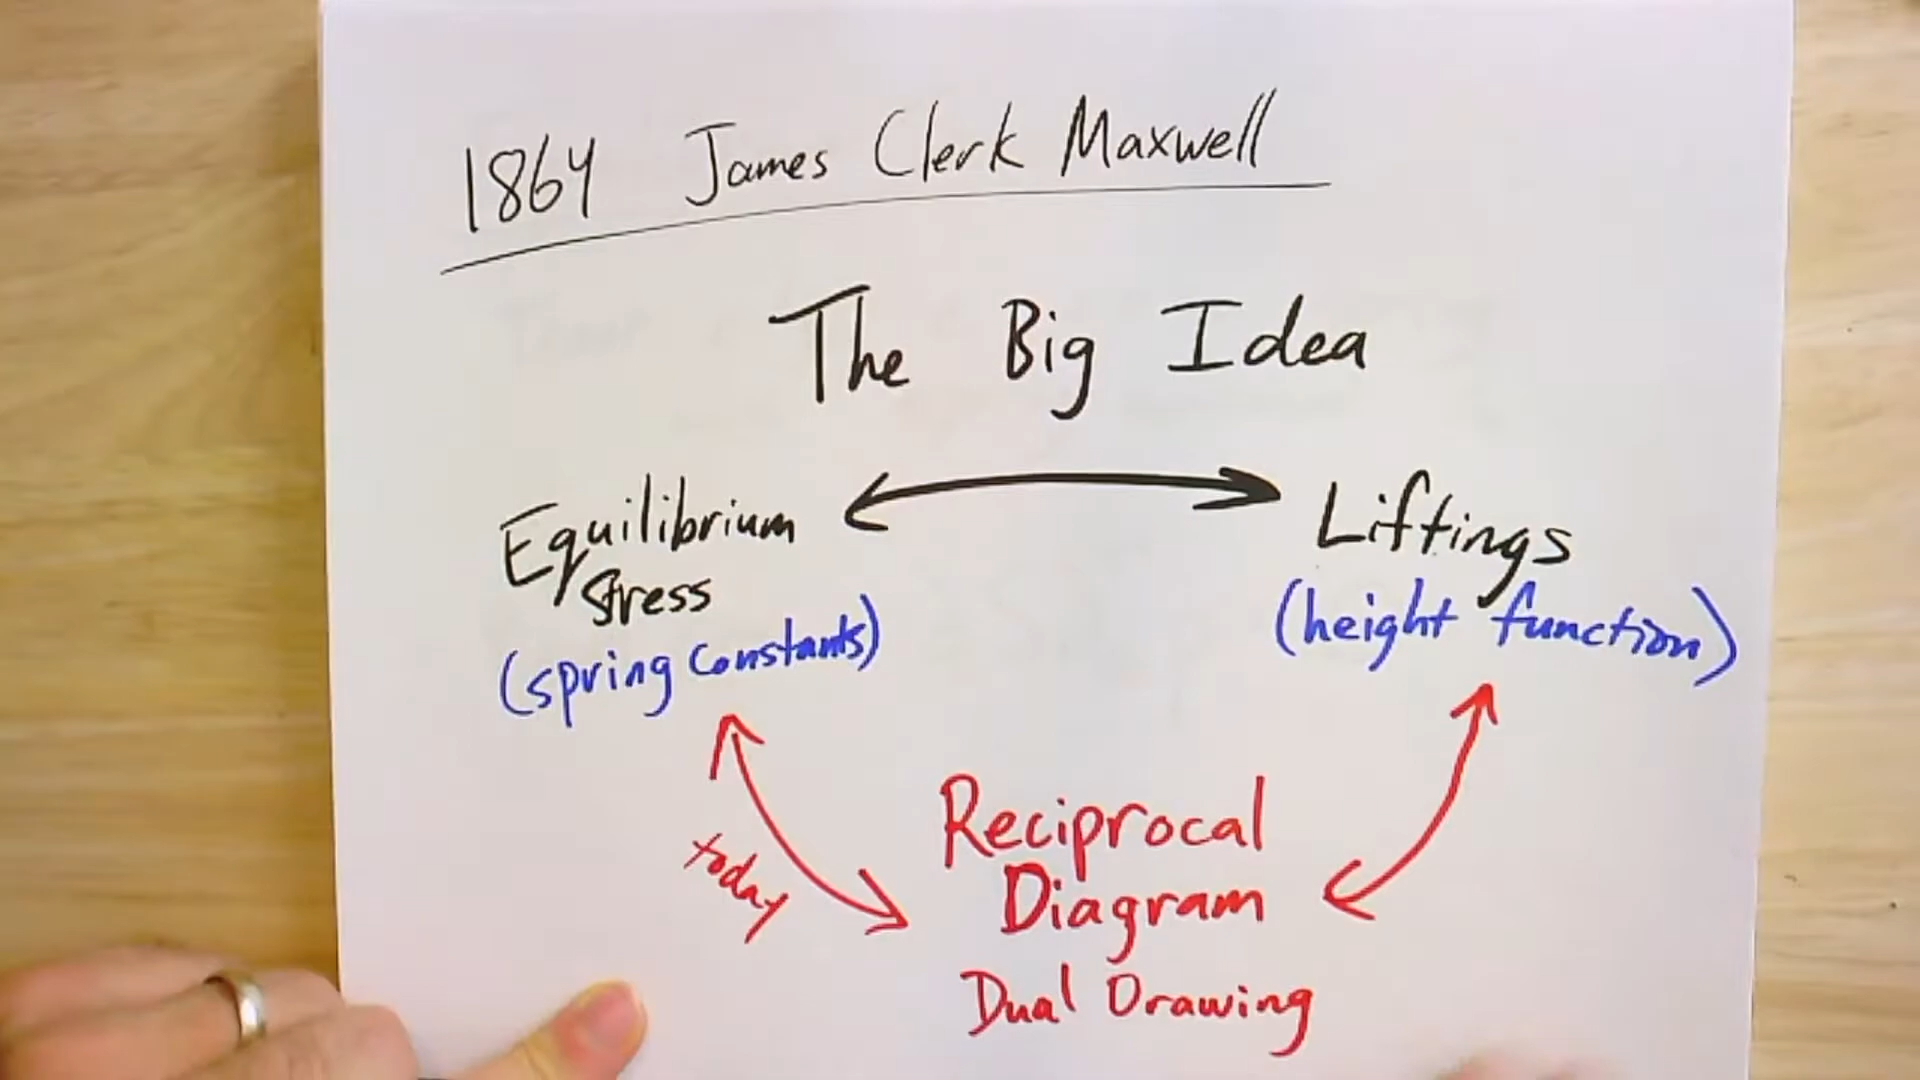 1864 James Clerk Maxwell
The Big Idea
Equilibrium
Stress
(spring constants)
Liftings
(height function)
today
Reciprocal
Diagram
Dual Drawing